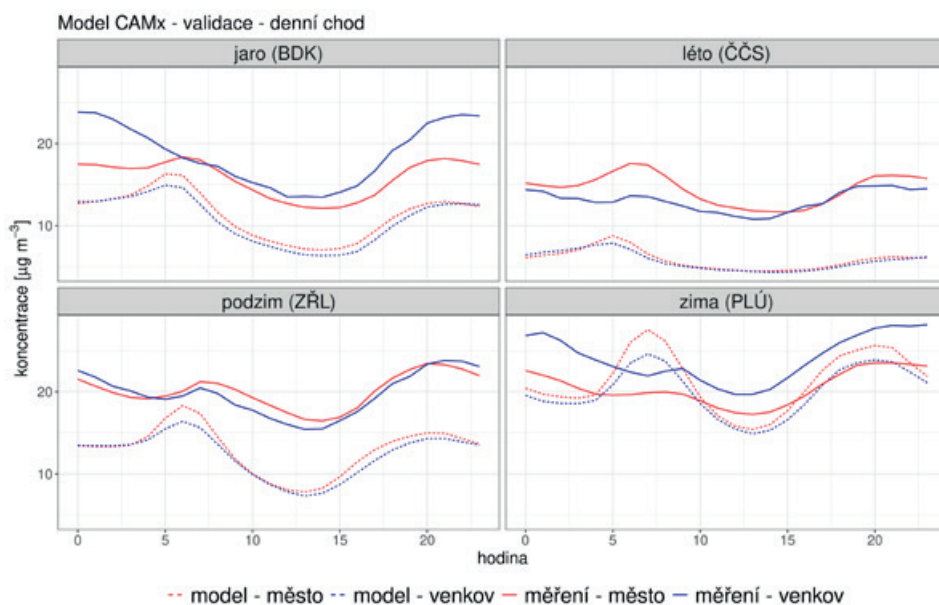 Model CAMx - validace - denní chod
jaro (BDK)
léto (ČČS)
20
10
podzim (ZŘL)
zima (PLÚ)
20
10
koncentrace [µg m⁻³]
0 5 10 15 20
0 5 10 15 20
hodina
model - město model - venkov měření - město měření - venkov